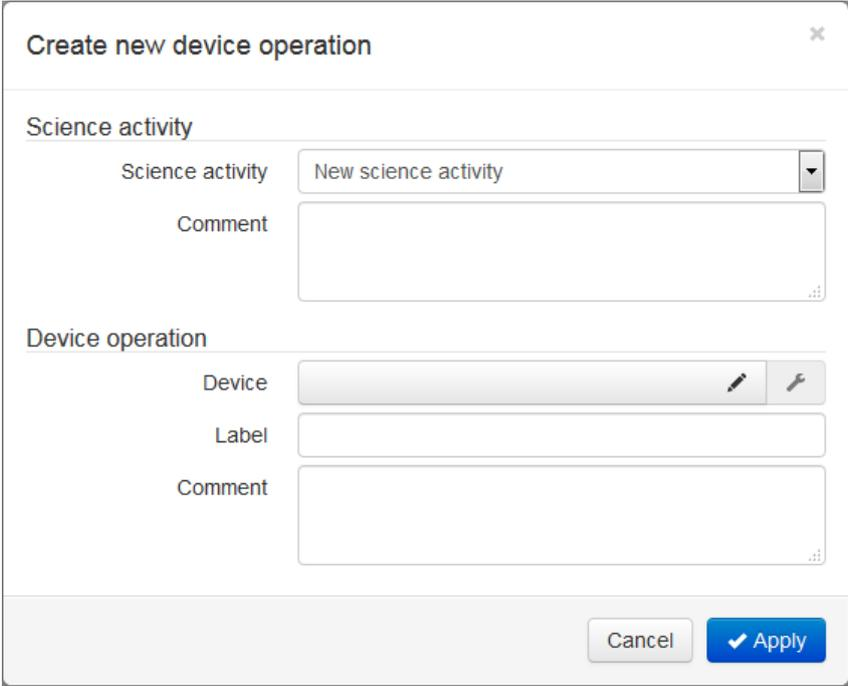 Create new device operation
Science activity
Science activity New science activity
Comment
Device operation
Device
Label
Comment
Cancel Apply